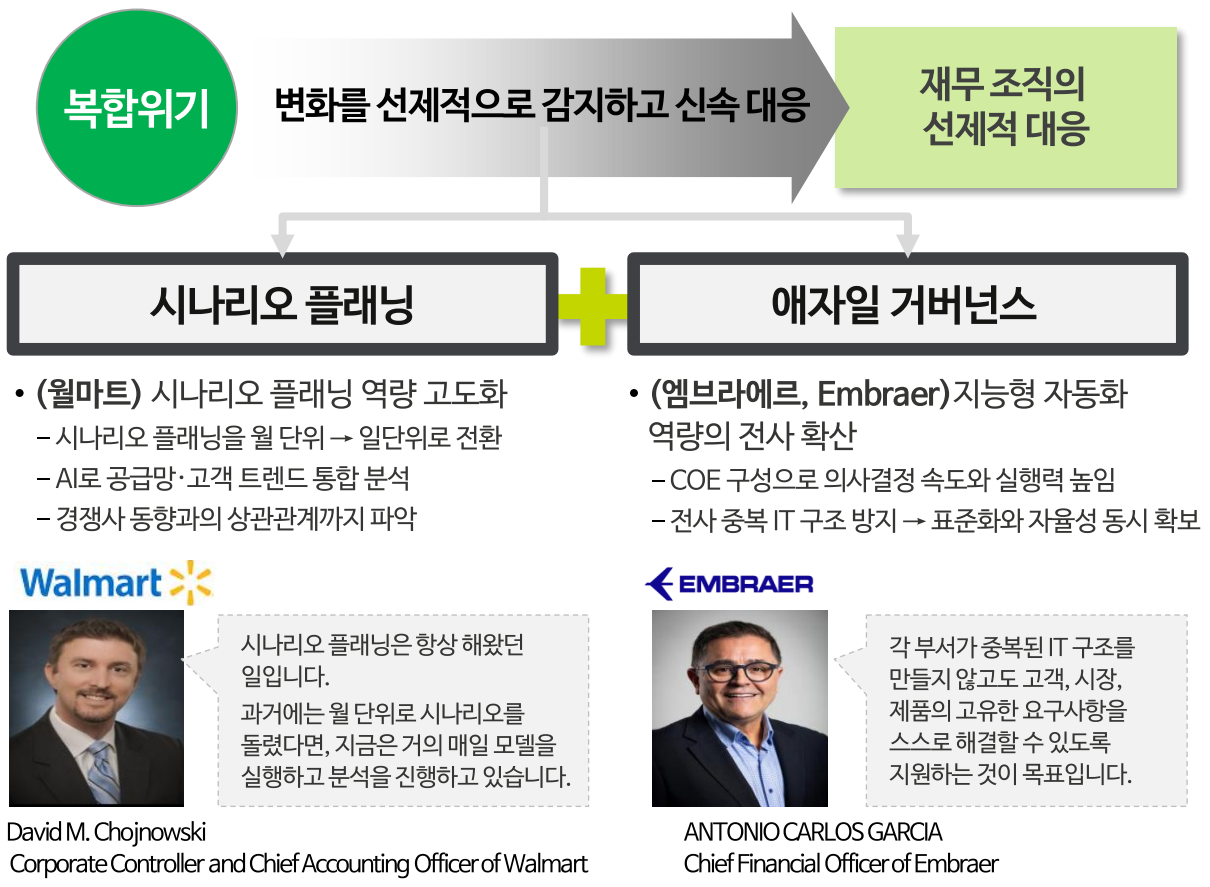 복합위기
변화를 선제적으로 감지하고 신속 대응
재무 조직의
선제적 대응
시나리오 플래닝
• (월마트) 시나리오 플래닝 역량 고도화
– 시나리오 플래닝을 월 단위 → 일단위로 전환
– AI로 공급망·고객 트렌드 통합 분석
– 경쟁사 동향과의 상관관계까지 파악
Walmart
시나리오 플래닝은 항상 해왔던
일입니다.
과거에는 월 단위로 시나리오를
돌렸다면, 지금은 거의 매일 모델을
실행하고 분석을 진행하고 있습니다.
David M. Chojnowski
Corporate Controller and Chief Accounting Officer of Walmart
애자일 거버넌스
• (엠브라에르, Embraer)지능형 자동화
역량의 전사 확산
– COE 구성으로 의사결정 속도와 실행력 높임
– 전사 중복 IT 구조 방지 → 표준화와 자율성 동시 확보
EMBRAER
각 부서가 중복된 IT 구조를
만들지 않고도 고객, 시장,
제품의 고유한 요구사항을
스스로 해결할 수 있도록
지원하는 것이 목표입니다.
ANTONIO CARLOS GARCIA
Chief Financial Officer of Embraer